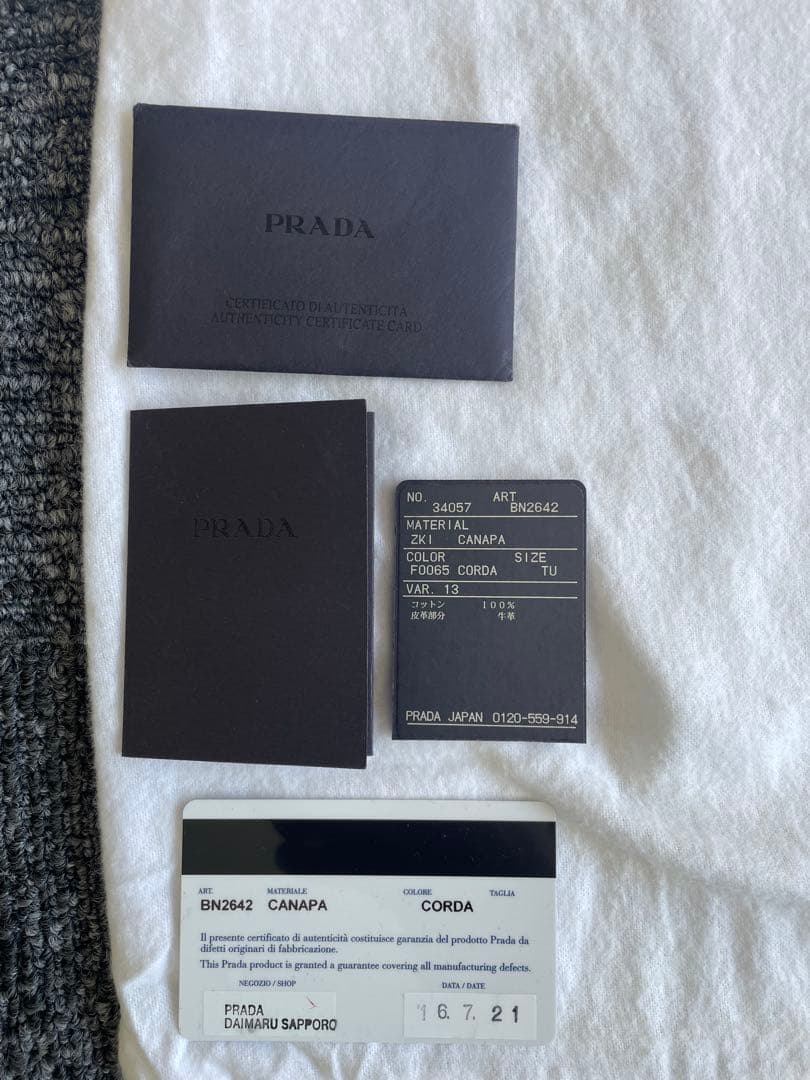 PRADA
CERTIFICATO DI AUTENTICITÀ
AUTHENTICITY CERTIFICATE CARD
PRADA
NO. ART
34057 BN2642
MATERIAL
ZKI CANAPA
COLOR SIZE
F0065 CORDA TU
VAR. 13
コットン 100%
皮革部分 牛革
PRADA JAPAN 0120-559-914
ART. MATERIALE COLORE TAGLIA
BN2642 CANAPA CORDA
Il presente certificato di autenticità costituisce garanzia del prodotto Prada da
difetti originari di fabbricazione.
This Prada product is granted a guarantee covering all manufacturing defects.
NEGOZIO / SHOP DATA / DATE
PRADA
DAIMARU SAPPORO
16. 7. 21